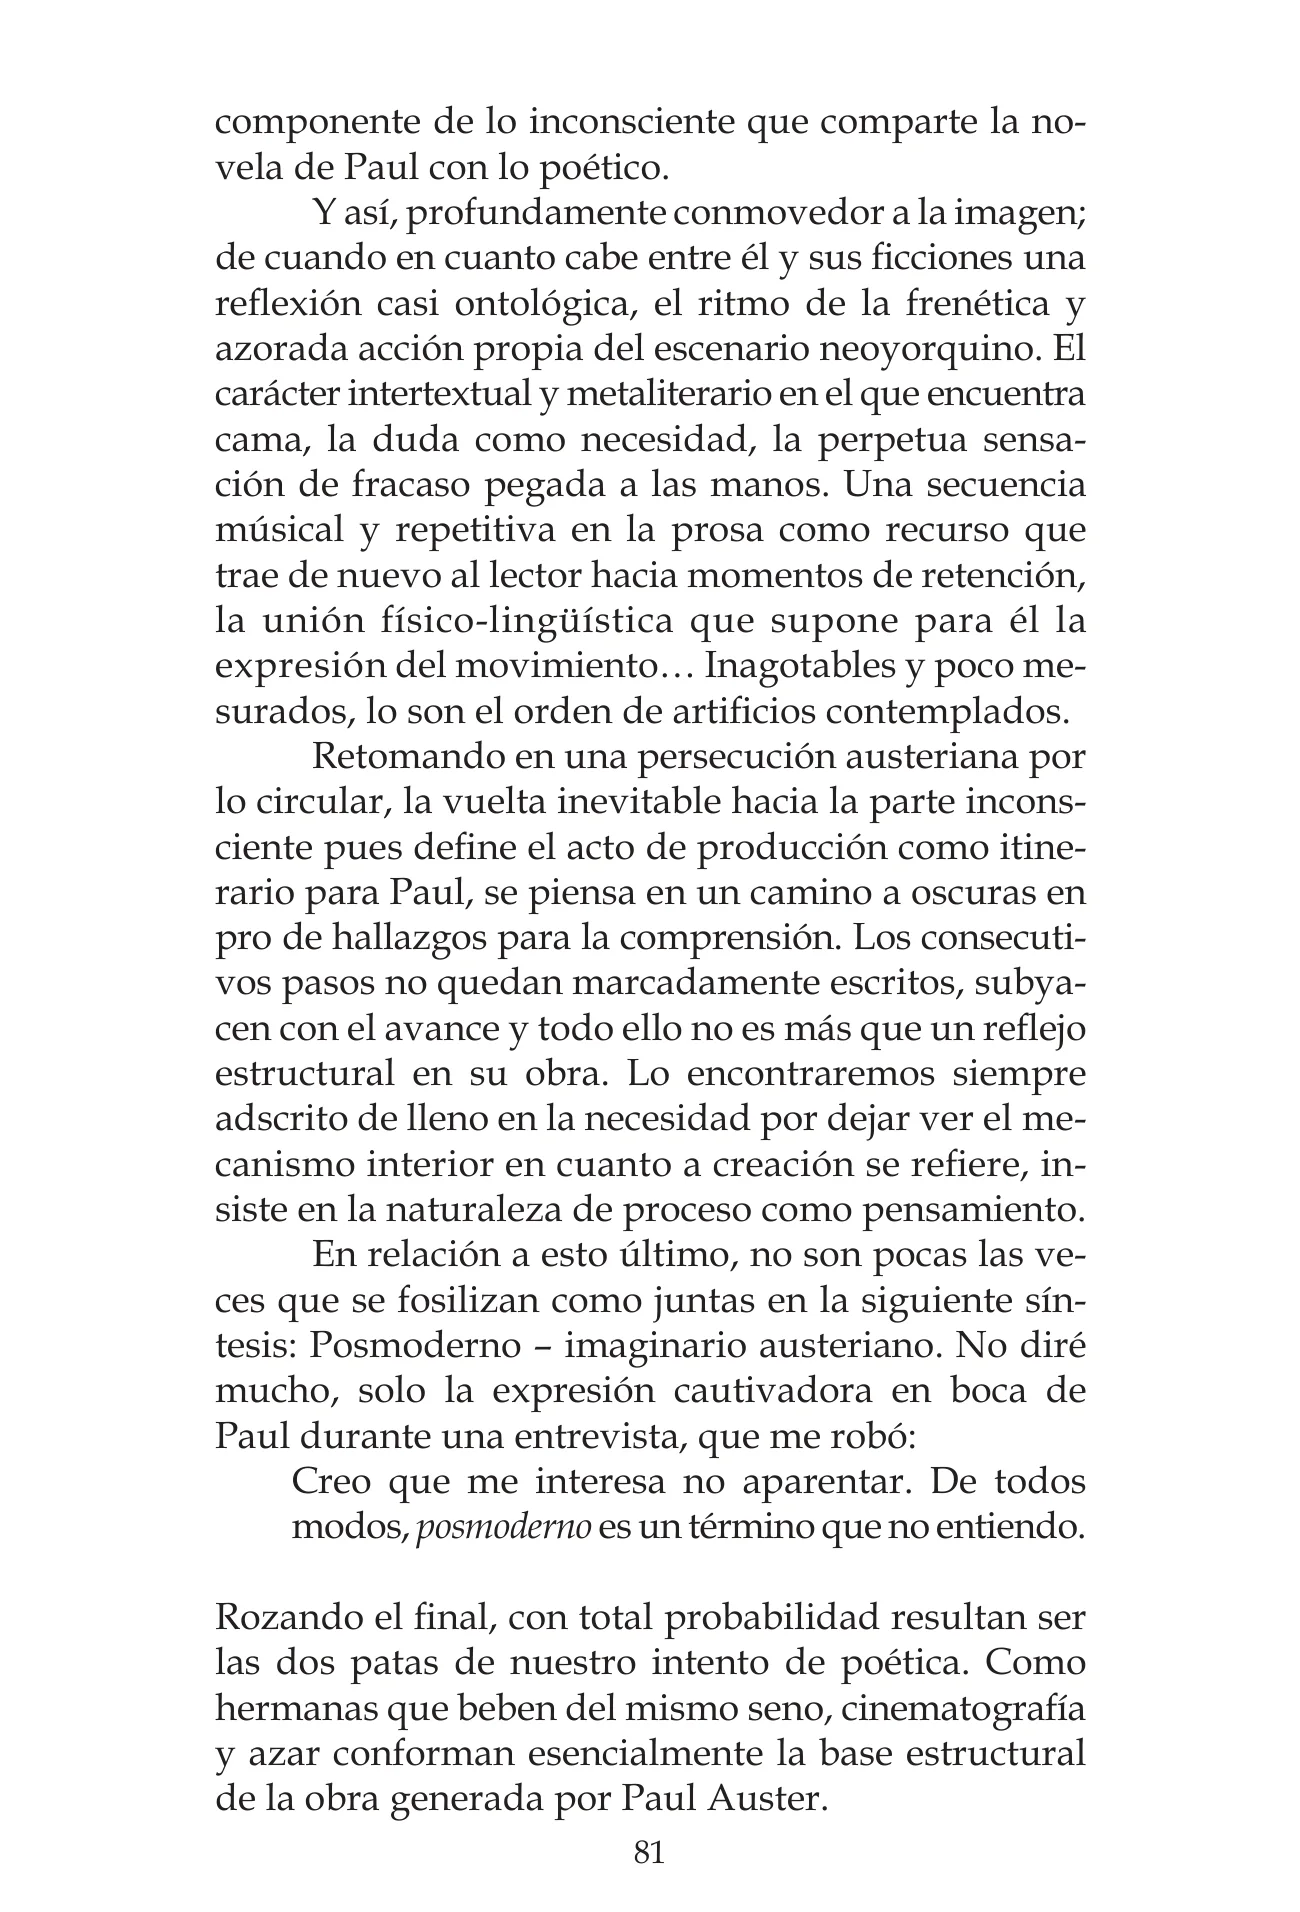 componente de lo inconsciente que comparte la no-
vela de Paul con lo poético.
Y así, profundamente conmovedor a la imagen;
de cuando en cuanto cabe entre él y sus ficciones una
reflexión casi ontológica, el ritmo de la frenética y
azorada acción propia del escenario neoyorquino. El
carácter intertextual y metaliterario en el que encuentra
cama, la duda como necesidad, la perpetua sensa-
ción de fracaso pegada a las manos. Una secuencia
músical y repetitiva en la prosa como recurso que
trae de nuevo al lector hacia momentos de retención,
la unión físico-lingüística que supone para él la
expresión del movimiento… Inagotables y poco me-
surados, lo son el orden de artificios contemplados.
Retomando en una persecución austeriana por
lo circular, la vuelta inevitable hacia la parte incons-
ciente pues define el acto de producción como itine-
rario para Paul, se piensa en un camino a oscuras en
pro de hallazgos para la comprensión. Los consecuti-
vos pasos no quedan marcadamente escritos, subya-
cen con el avance y todo ello no es más que un reflejo
estructural en su obra. Lo encontraremos siempre
adscrito de lleno en la necesidad por dejar ver el me-
canismo interior en cuanto a creación se refiere, in-
siste en la naturaleza de proceso como pensamiento.
En relación a esto último, no son pocas las ve-
ces que se fosilizan como juntas en la siguiente sín-
tesis: Posmoderno – imaginario austeriano. No diré
mucho, solo la expresión cautivadora en boca de
Paul durante una entrevista, que me robó:
Creo que me interesa no aparentar. De todos
modos, posmoderno es un término que no entiendo.
Rozando el final, con total probabilidad resultan ser
las dos patas de nuestro intento de poética. Como
hermanas que beben del mismo seno, cinematografía
y azar conforman esencialmente la base estructural
de la obra generada por Paul Auster.
81